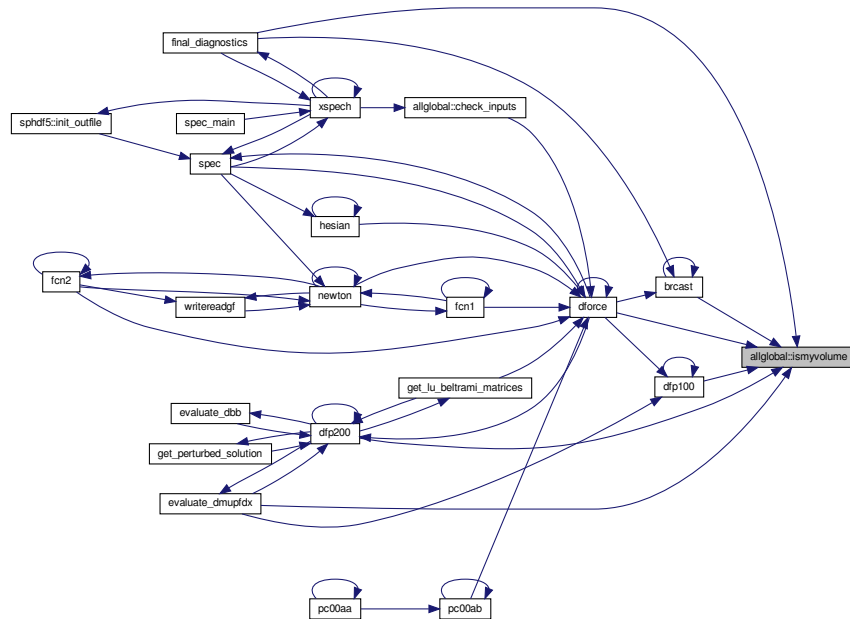 final_diagnostics
xspech
allglobal::check_inputs
sphdf5::init_outfile
spec_main
spec
hesian
fcn2
newton
brcast
writereadgf
fcn1
dforce
allglobal::ismyvolume
get_lu_beltrami_matrices
dfp100
evaluate_dbb
dfp200
get_perturbed_solution
evaluate_dmupfdx
pc00aa
pc00ab